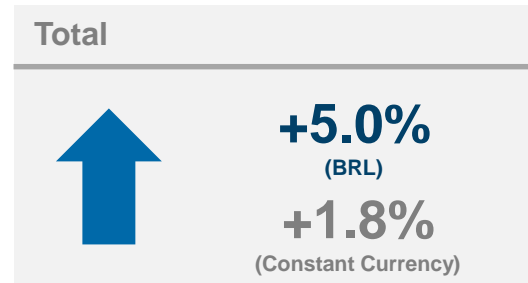 Total
+5.0%
(BRL)
+1.8%
(Constant Currency)